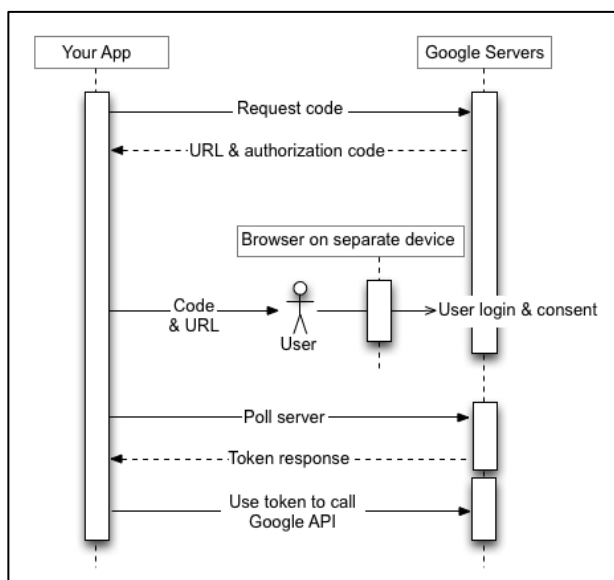 Your App
Google Servers
Request code
URL & authorization code
Browser on separate device
Code
& URL
User
User login & consent
Poll server
Token response
Use token to call
Google API